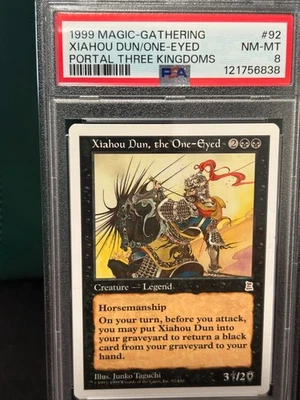 1999 MAGIC-GATHERING #92
XIAHOU DUN/ONE-EYED NM-MT
PORTAL THREE KINGDOMS 8
PSA 121756838
Xiahou Dun, the One-Eyed 2
Creature — Legend
Horsemanship
On your turn, before you attack,
you may put Xiahou Dun into
your graveyard to return a black
card from your graveyard to your
hand.
Illus. Junko Taguchi 3/2